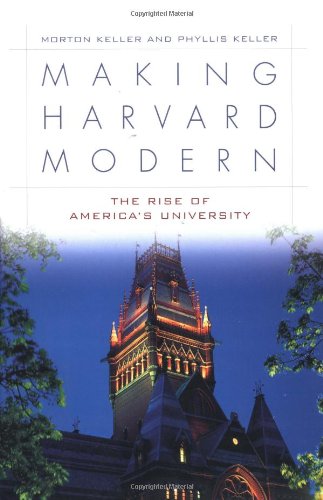 Copyrighted Material
MORTON KELLER AND PHYLLIS KELLER
MAKING
HARVARD
MODERN
THE RISE OF
AMERICA'S UNIVERSITY
Copyrighted Material